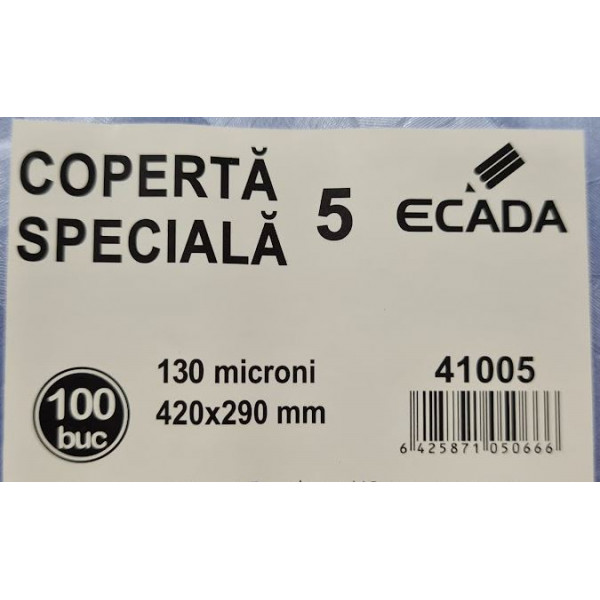 COPERTĂ
SPECIALĂ
5
ECADA
130 microni
420x290 mm
100
buc
41005
6 425871 050666